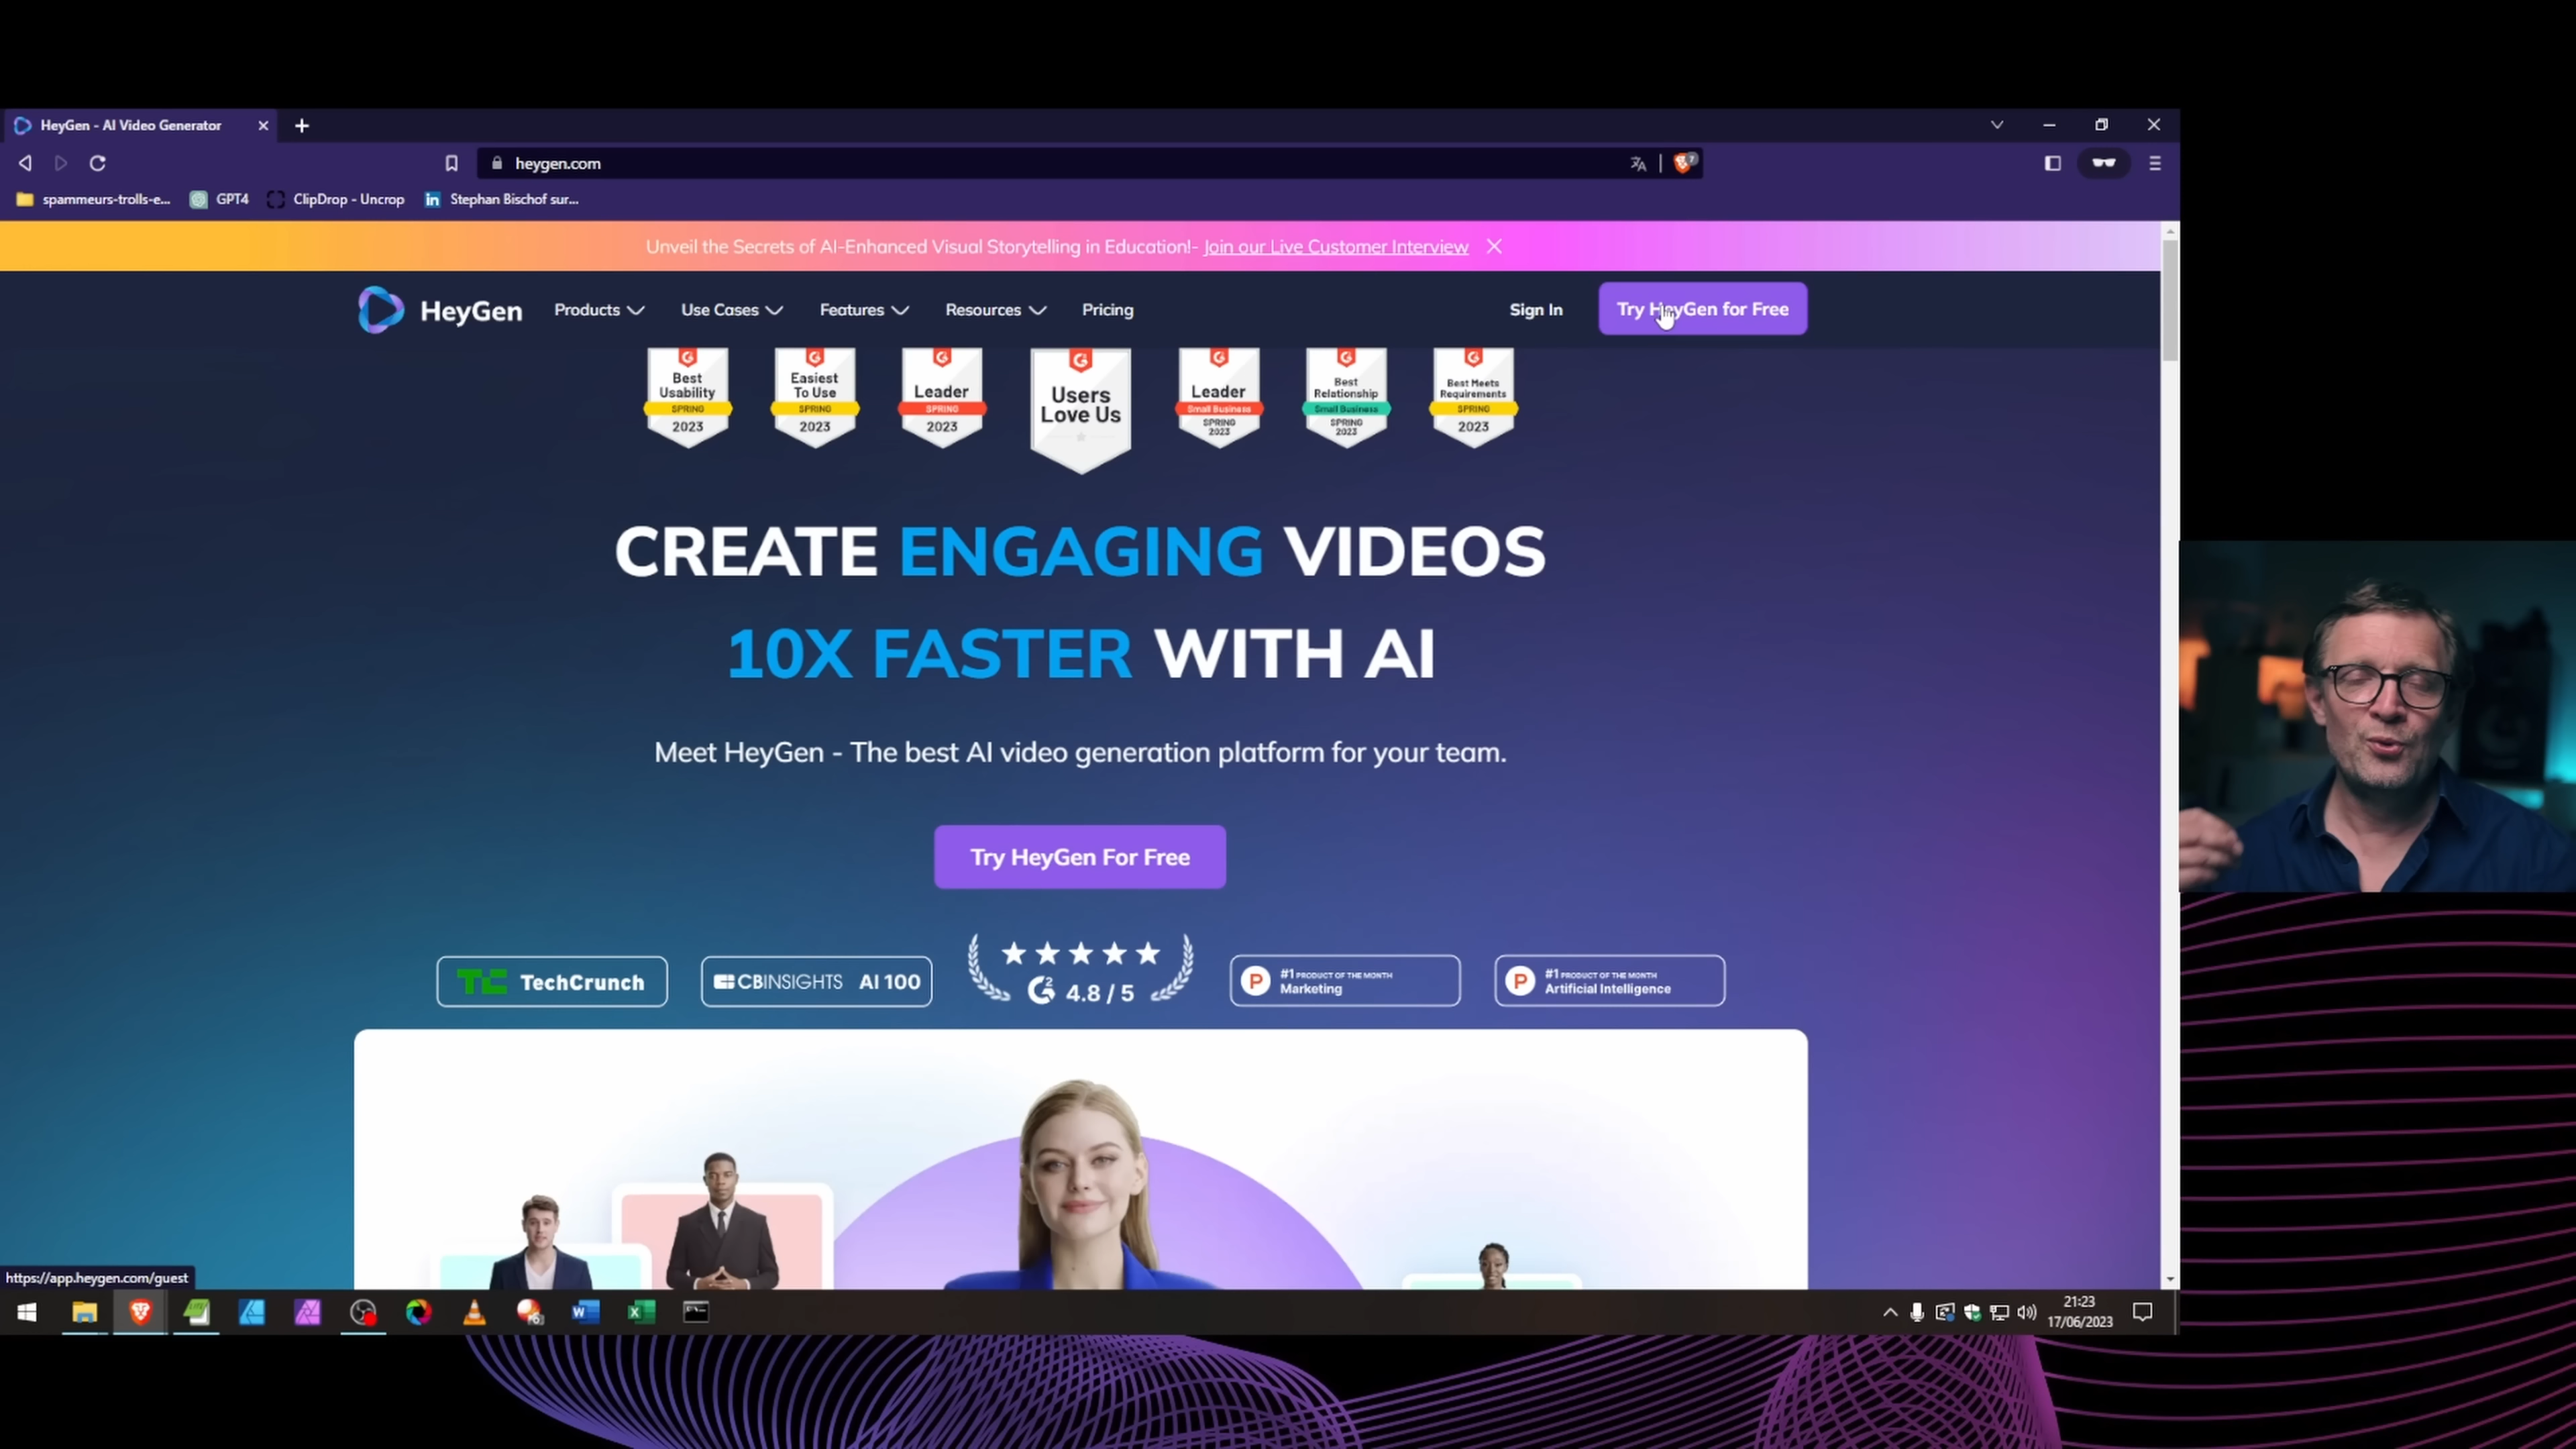 HeyGen - AI Video Generator
heygen.com
7
spammeurs-trolls-e...
GPT4
ClipDrop - Uncrop
Stephan Bischof sur...
Unveil the Secrets of AI-Enhanced Visual Storytelling in Education!- Join our Live Customer Interview
HeyGen
Products
Use Cases
Features
Resources
Pricing
Sign In
Try HeyGen for Free
Best
Usability
SPRING
2023
Easiest
To Use
SPRING
2023
Leader
SPRING
2023
Users
Love Us
Leader
Small Business
SPRING
2023
Best
Relationship
Small Business
SPRING
2023
Best Meets
Requirements
SPRING
2023
CREATE ENGAGING VIDEOS
10X FASTER WITH AI
Meet HeyGen - The best AI video generation platform for your team.
Try HeyGen For Free
TC TechCrunch
CBINSIGHTS AI 100
G2 4.8 / 5
P #1 PRODUCT OF THE MONTH
Marketing
P #1 PRODUCT OF THE MONTH
Artificial Intelligence
https://app.heygen.com/guest
21:23
17/06/2023